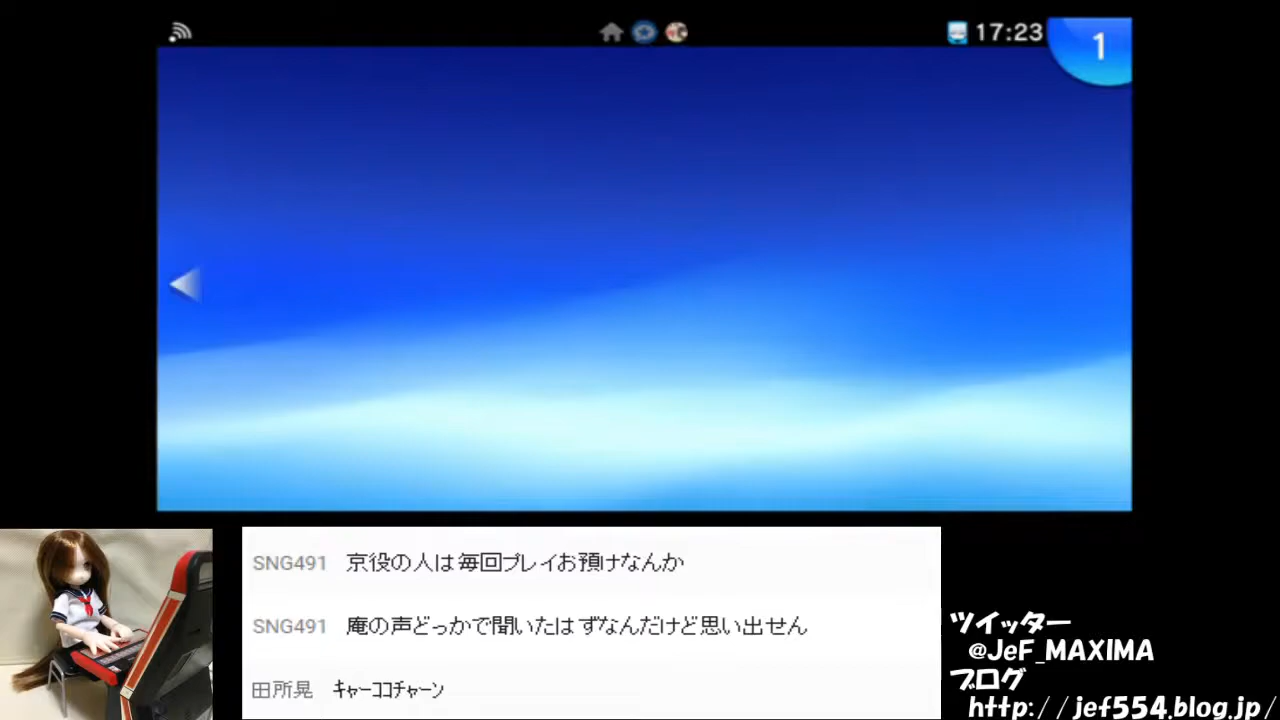 17:23
1
SNG491 京役の人は毎回プレイお預けなんか
SNG491 庵の声どっかで聞いたはずなんだけど思い出せん
田所晃 ｷｬｰｺｺﾁｬｰﾝ
ツイッター
@JeF_MAXIMA
ブログ
http://jef554.blog.jp/